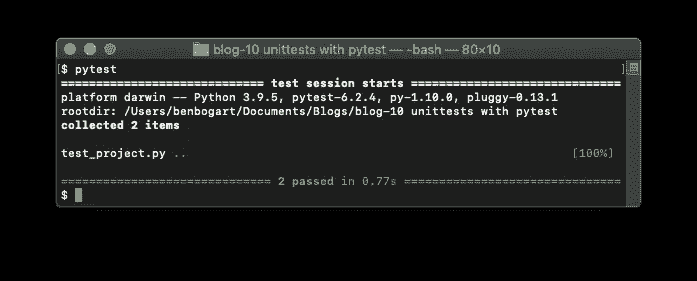 blog-10 unittests with pytest — -bash — 80×10
[$ pytest ]
============================= test session starts ==============================
platform darwin -- Python 3.9.5, pytest-6.2.4, py-1.10.0, pluggy-0.13.1
rootdir: /Users/benbogart/Documents/Blogs/blog-10 unittests with pytest
collected 2 items
test_project.py .. [100%]
============================== 2 passed in 0.77s ===============================
$